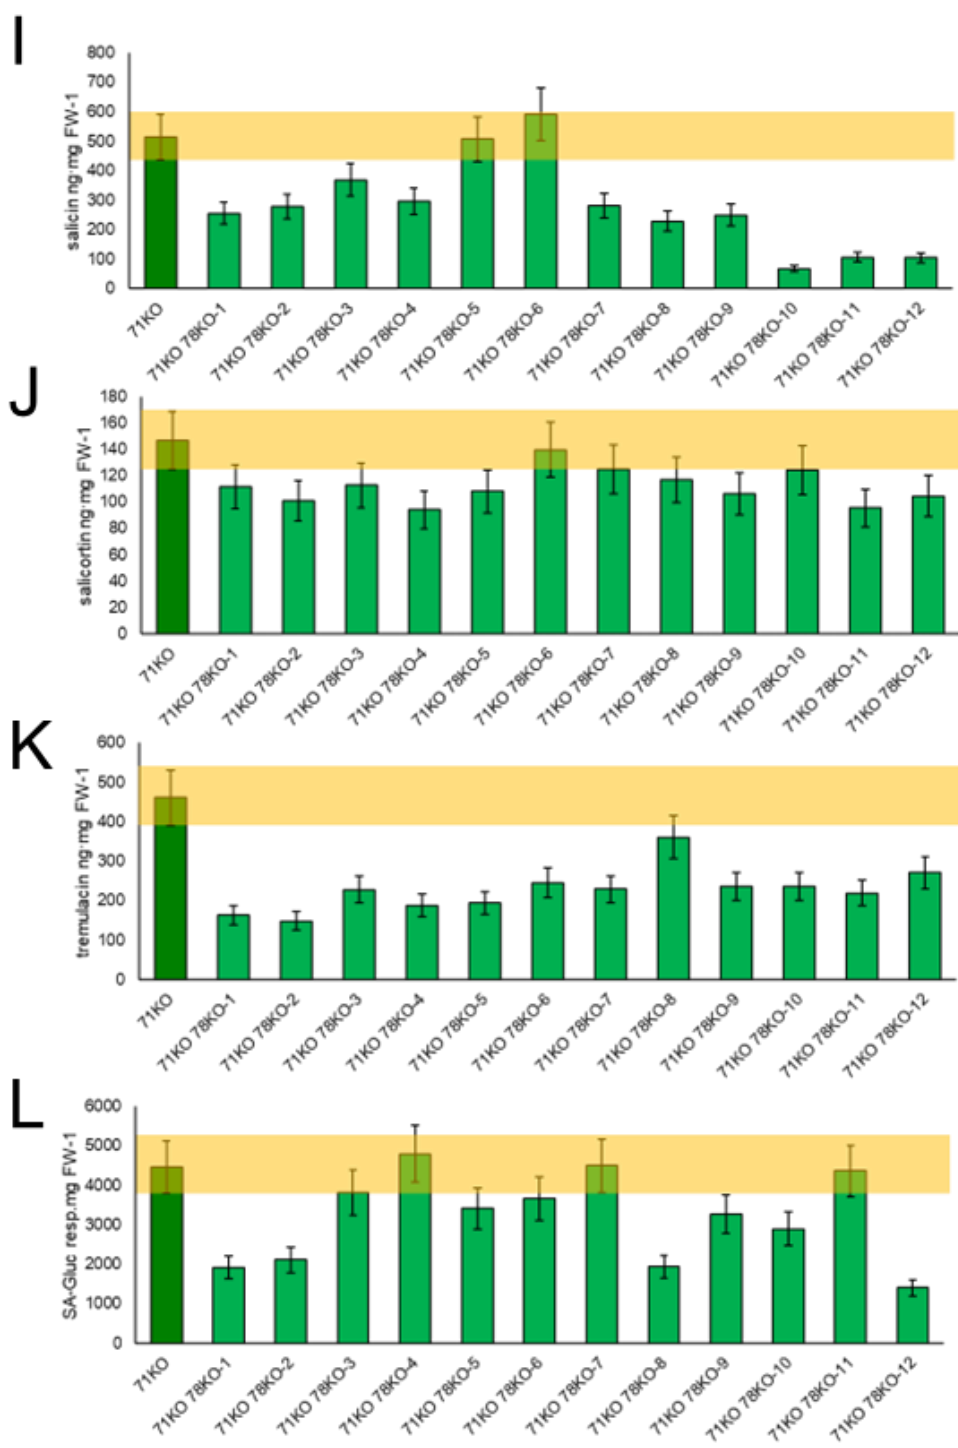 I
salicin ng·mg FW-1
800
700
600
500
400
300
200
100
0
71KO
71KO 78KO-1
71KO 78KO-2
71KO 78KO-3
71KO 78KO-4
71KO 78KO-5
71KO 78KO-6
71KO 78KO-7
71KO 78KO-8
71KO 78KO-9
71KO 78KO-10
71KO 78KO-11
71KO 78KO-12
J
salicortin ng·mg FW-1
180
160
140
120
100
80
60
40
20
0
71KO
71KO 78KO-1
71KO 78KO-2
71KO 78KO-3
71KO 78KO-4
71KO 78KO-5
71KO 78KO-6
71KO 78KO-7
71KO 78KO-8
71KO 78KO-9
71KO 78KO-10
71KO 78KO-11
71KO 78KO-12
K
tremulacin ng·mg FW-1
600
500
400
300
200
100
0
71KO
71KO 78KO-1
71KO 78KO-2
71KO 78KO-3
71KO 78KO-4
71KO 78KO-5
71KO 78KO-6
71KO 78KO-7
71KO 78KO-8
71KO 78KO-9
71KO 78KO-10
71KO 78KO-11
71KO 78KO-12
L
SA-Gluc resp.mg FW-1
6000
5000
4000
3000
2000
1000
0
71KO
71KO 78KO-1
71KO 78KO-2
71KO 78KO-3
71KO 78KO-4
71KO 78KO-5
71KO 78KO-6
71KO 78KO-7
71KO 78KO-8
71KO 78KO-9
71KO 78KO-10
71KO 78KO-11
71KO 78KO-12